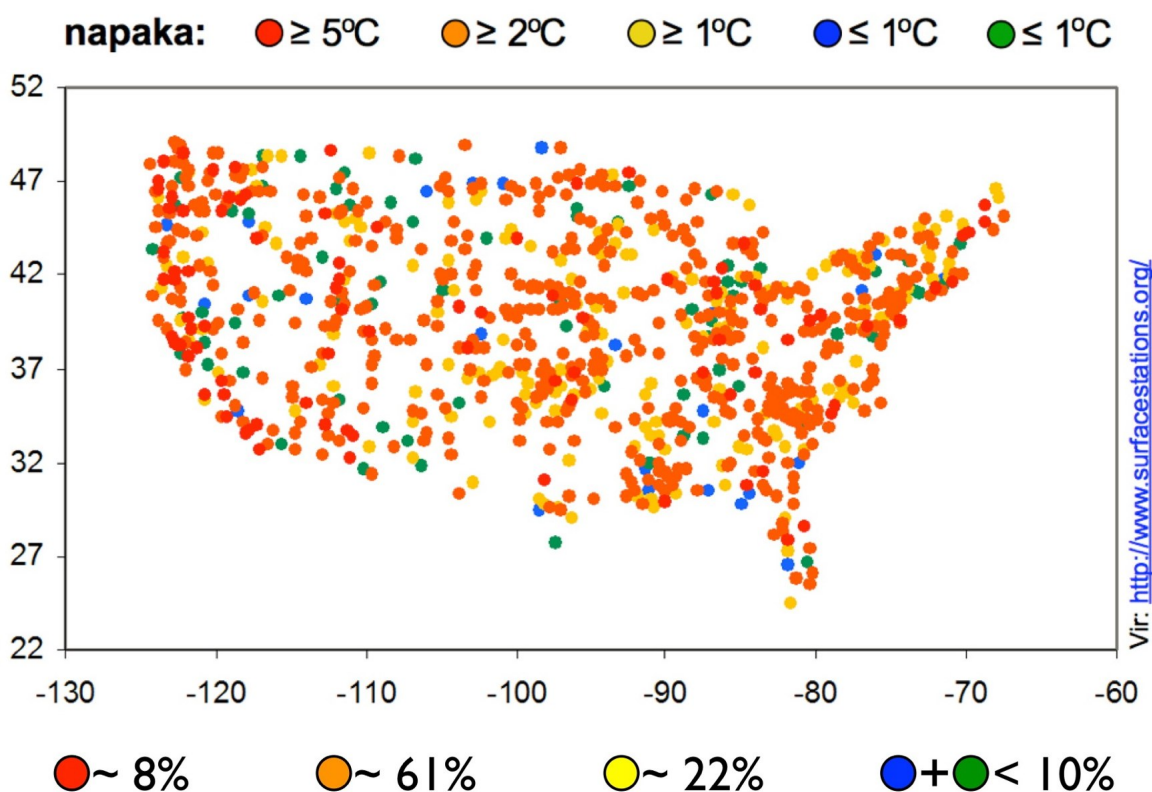 napaka: ≥ 5ºC ≥ 2ºC ≥ 1ºC ≤ 1ºC ≤ 1ºC
52
47
42
37
32
27
22
-130 -120 -110 -100 -90 -80 -70 -60
Vir: http://www.surfacestations.org/
~ 8% ~ 61% ~ 22% + < 10%